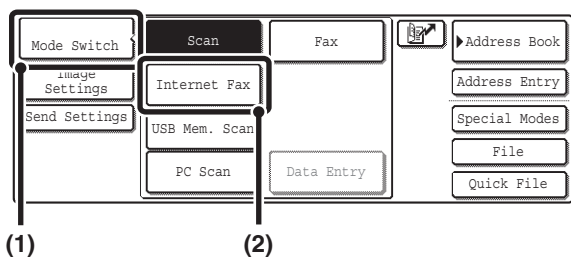 Mode Switch
Scan
Fax
Address Book
Image
Settings
Internet Fax
Address Entry
Send Settings
USB Mem. Scan
Special Modes
File
PC Scan
Data Entry
Quick File
(1)
(2)